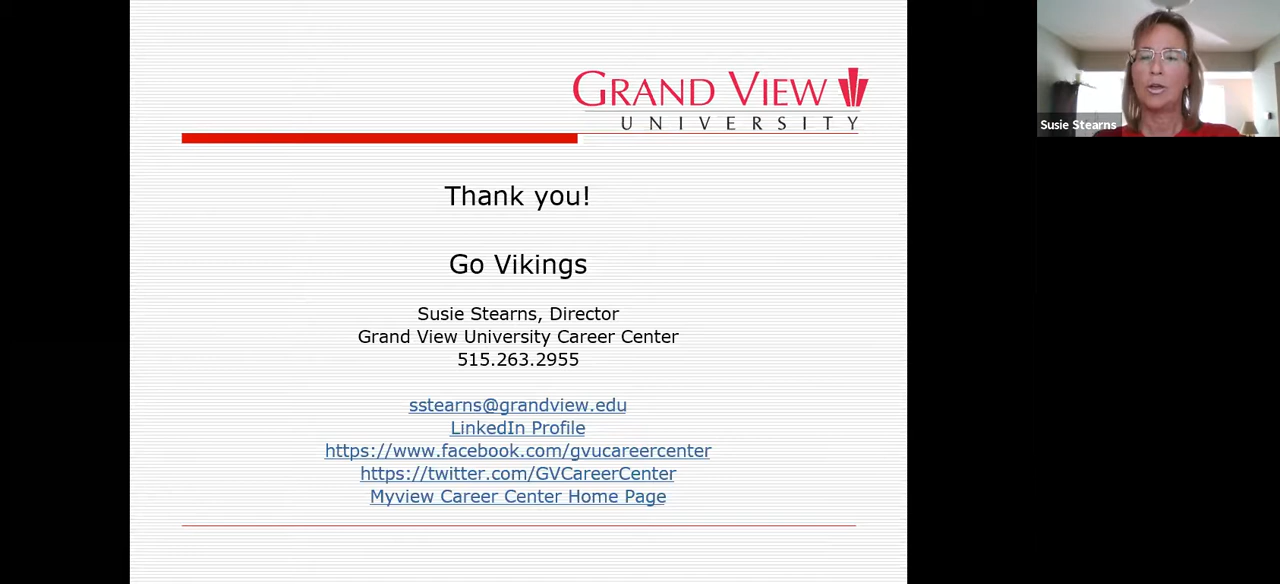 GRAND VIEW
UNIVERSITY
Thank you!
Go Vikings
Susie Stearns, Director
Grand View University Career Center
515.263.2955
sstearns@grandview.edu
LinkedIn Profile
https://www.facebook.com/gvucareercenter
https://twitter.com/GVCareerCenter
Myview Career Center Home Page
Susie Stearns